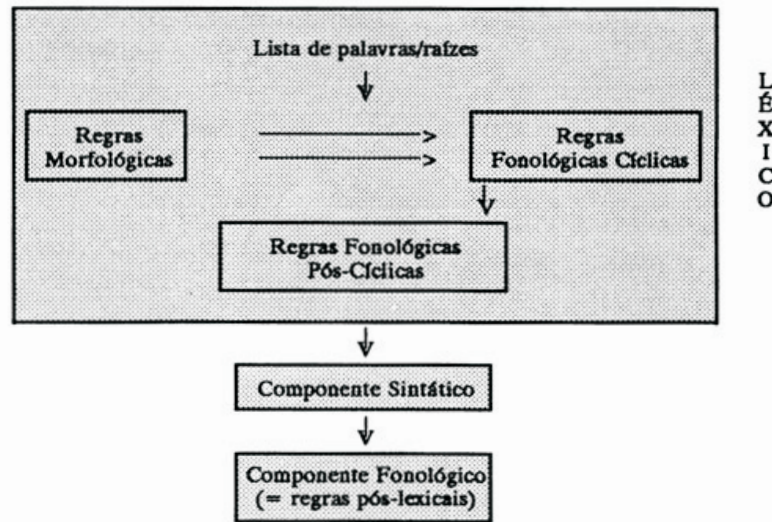 Lista de palavras/raízes
Regras
Morfológicas
Regras
Fonológicas Cíclicas
Regras Fonológicas
Pós-Cíclicas
L
É
X
I
C
O
Componente Sintático
Componente Fonológico
(= regras pós-lexicais)